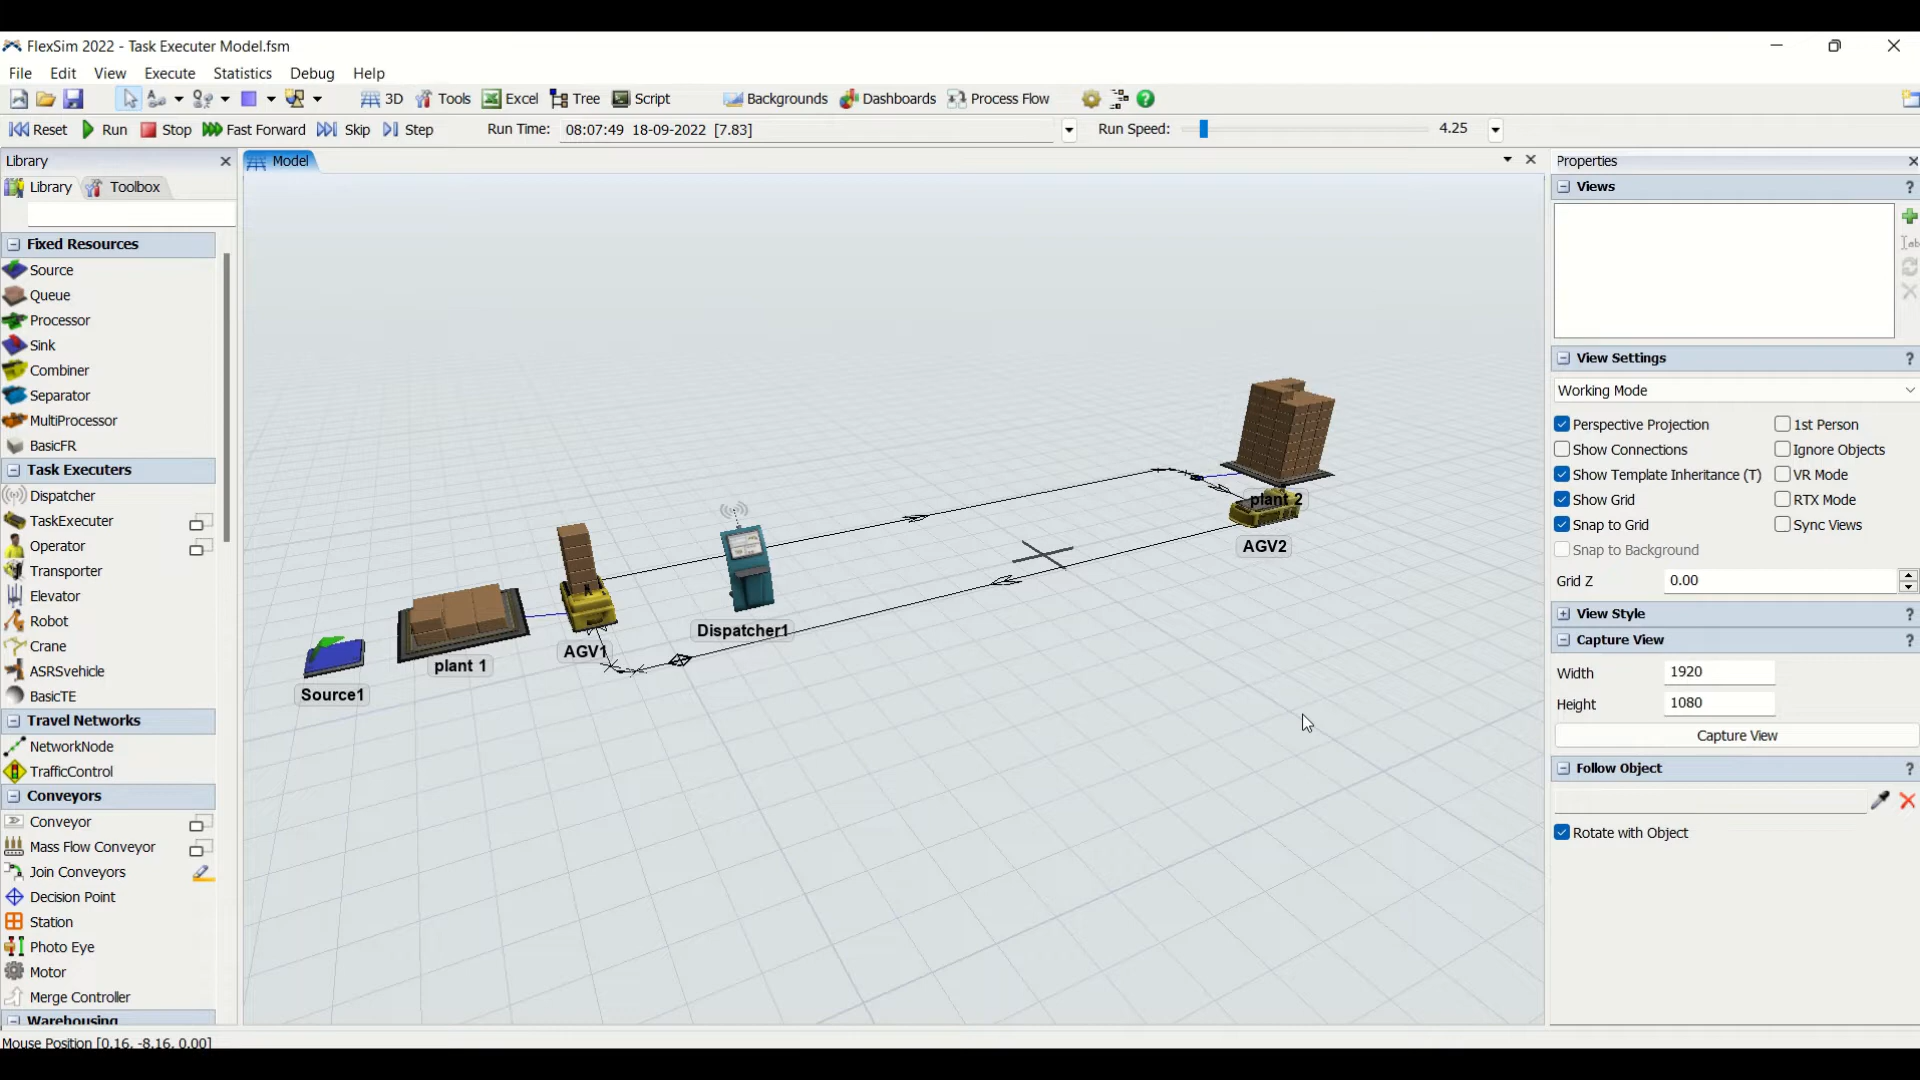 FlexSim 2022 - Task Executer Model.fsm
File Edit View Execute Statistics Debug Help
3D Tools Excel Tree Script Backgrounds Dashboards Process Flow
Reset Run Stop Fast Forward Skip Step Run Time: 08:07:49 18-09-2022 [7.83] Run Speed: 4.25
Library
Library Toolbox
Fixed Resources
Source
Queue
Processor
Sink
Combiner
Separator
MultiProcessor
BasicFR
Task Executers
Dispatcher
TaskExecuter
Operator
Transporter
Elevator
Robot
Crane
ASRSvehicle
BasicTE
Travel Networks
NetworkNode
TrafficControl
Conveyors
Conveyor
Mass Flow Conveyor
Join Conveyors
Decision Point
Station
Photo Eye
Motor
Merge Controller
Warehousing
Mouse Position [0.16, -8.16, 0.00]
Model
plant 2
AGV2
Dispatcher1
AGV1
plant 1
Source1
Properties
Views
View Settings
Working Mode
Perspective Projection 1st Person
Show Connections Ignore Objects
Show Template Inheritance (T) VR Mode
Show Grid RTX Mode
Snap to Grid Sync Views
Snap to Background
Grid Z 0.00
View Style
Capture View
Width 1920
Height 1080
Capture View
Follow Object
Rotate with Object